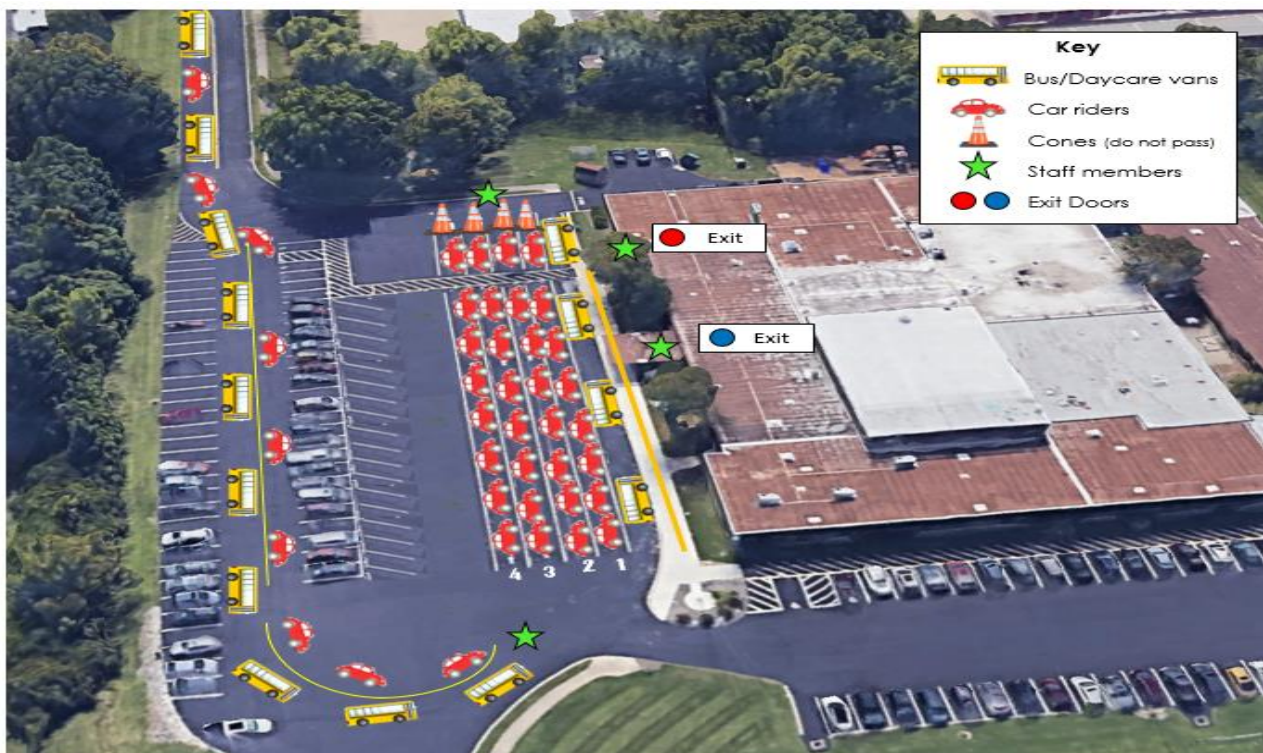 Key
Bus/Daycare vans
Car riders
Cones (do not pass)
Staff members
Exit Doors
Exit
Exit
4 3 2 1